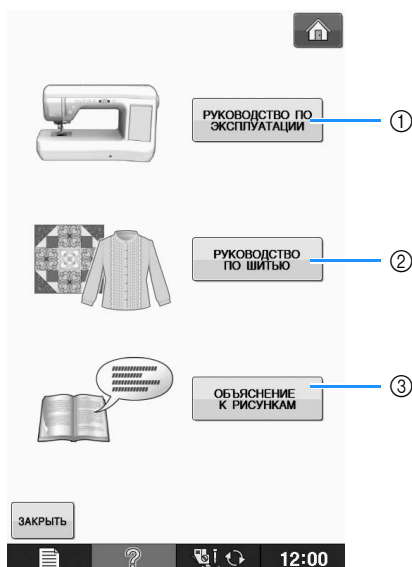 РУКОВОДСТВО ПО
ЭКСПЛУАТАЦИИ
①
РУКОВОДСТВО
ПО ШИТЬЮ
②
ОБЪЯСНЕНИЕ
К РИСУНКАМ
③
ЗАКРЫТЬ
12:00